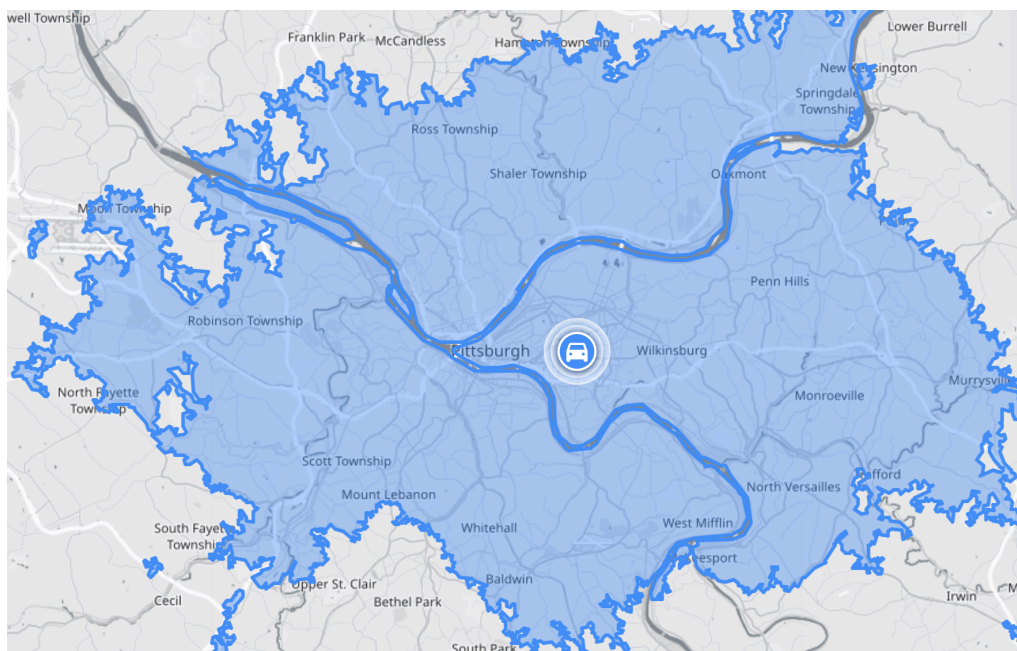 well Township
Lower Burrell
Franklin Park
McCandless
Hampton Township
New Kensington
Springdale
Township
Ross Township
Shaler Township
Oakmont
Moon Township
Penn Hills
Robinson Township
Pittsburgh
Wilkinsburg
Murrysville
North Fayette
Township
Monroeville
Scott Township
Trafford
Mount Lebanon
North Versailles
South Fayette
Township
Whitehall
West Mifflin
McKeesport
Upper St. Clair
Baldwin
Cecil
Bethel Park
Irwin
South Park